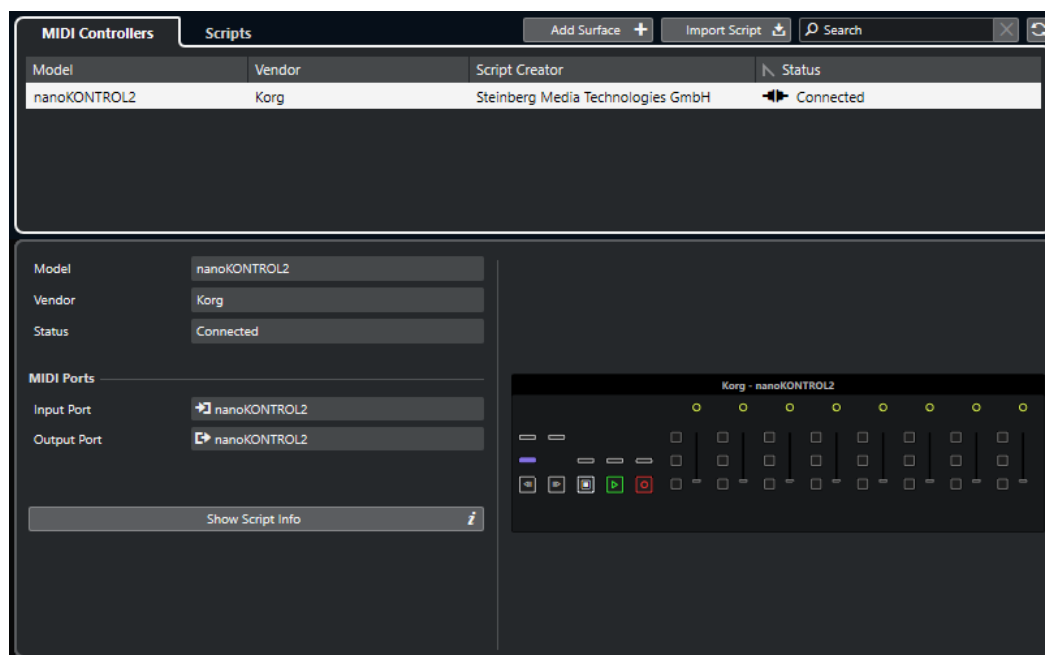 MIDI Controllers Scripts Add Surface Import Script Search
Model Vendor Script Creator Status
nanoKONTROL2 Korg Steinberg Media Technologies GmbH Connected
Model nanoKONTROL2
Vendor Korg
Status Connected
MIDI Ports
Korg - nanoKONTROL2
Input Port nanoKONTROL2
Output Port nanoKONTROL2
Show Script Info i